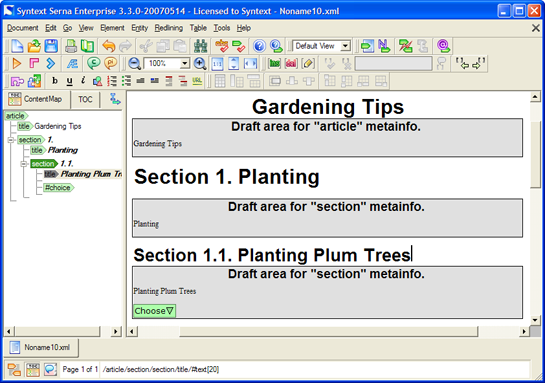 Syntext Serna Enterprise 3.3.0-20070514 - Licensed to Syntext - Noname10.xml
Document Edit Go View Element Entity Redlining Table Tools Help
Default View
100%
b u i URL
ContentMap TOC
article
title Gardening Tips
section 1.
title Planting
section 1.1.
title Planting Plum Tre
#choice
Gardening Tips
Draft area for "article" metainfo.
Gardening Tips
Section 1. Planting
Draft area for "section" metainfo.
Planting
Section 1.1. Planting Plum Trees
Draft area for "section" metainfo.
Planting Plum Trees
Choose
Noname10.xml
Page 1 of 1 /article/section/section/title/#text[20]